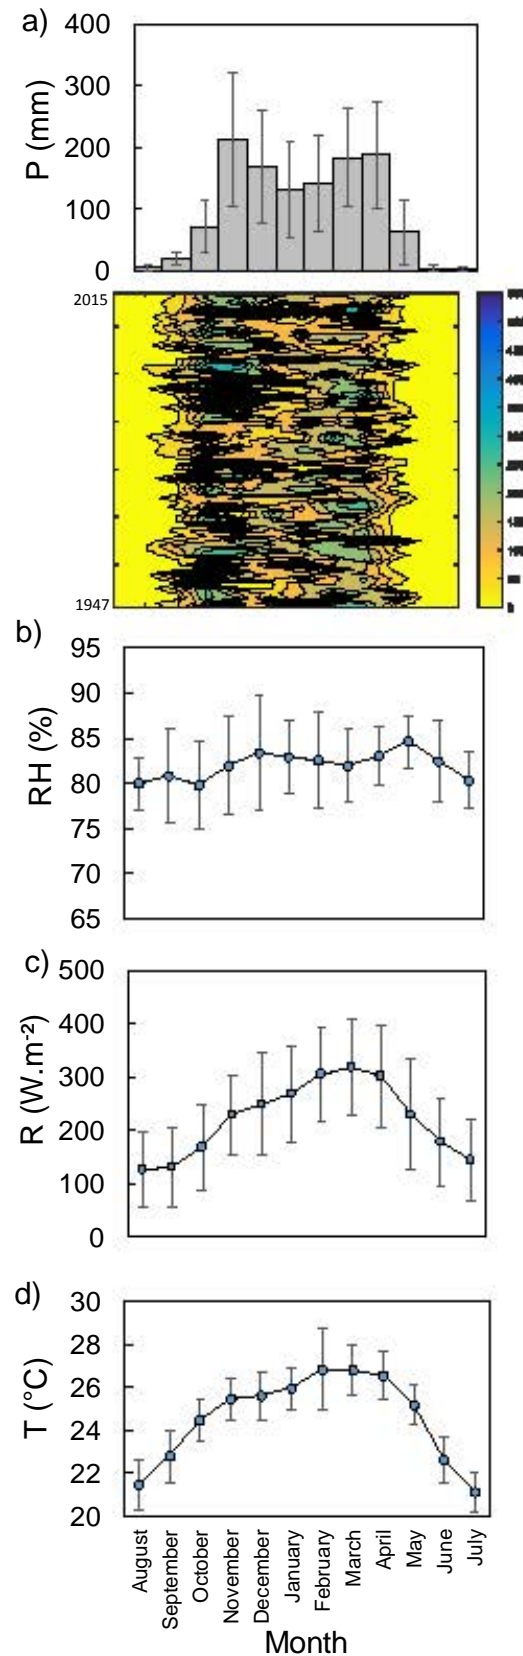 a)
400
300
200
100
0
P (mm)
2015
1947
b)
95
90
85
80
75
70
65
RH (%)
c)
500
400
300
200
100
0
R (W.m⁻²)
d)
30
28
26
24
22
20
T (°C)
August
September
October
November
December
January
February
March
April
May
June
July
Month